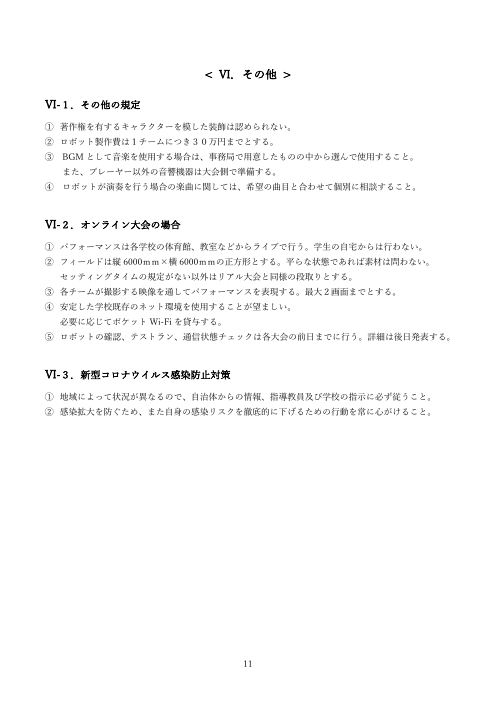 < Ⅵ．その他 >
Ⅵ-１．その他の規定
① 著作権を有するキャラクターを模した装飾は認められない。
② ロボット製作費は１チームにつき３０万円までとする。
③ BGM として音楽を使用する場合は、事務局で用意したものの中から選んで使用すること。
また、プレーヤー以外の音響機器は大会側で準備する。
④ ロボットが演奏を行う場合の楽曲に関しては、希望の曲目と合わせて個別に相談すること。
Ⅵ-２．オンライン大会の場合
① パフォーマンスは各学校の体育館、教室などからライブで行う。学生の自宅からは行わない。
② フィールドは縦 6000ｍｍ×横 6000ｍｍの正方形とする。平らな状態であれば素材は問わない。
セッティングタイムの規定がない以外はリアル大会と同様の段取りとする。
③ 各チームが撮影する映像を通してパフォーマンスを表現する。最大２画面までとする。
④ 安定した学校既存のネット環境を使用することが望ましい。
必要に応じてポケット Wi-Fi を貸与する。
⑤ ロボットの確認、テストラン、通信状態チェックは各大会の前日までに行う。詳細は後日発表する。
Ⅵ-３．新型コロナウイルス感染防止対策
① 地域によって状況が異なるので、自治体からの情報、指導教員及び学校の指示に必ず従うこと。
② 感染拡大を防ぐため、また自身の感染リスクを徹底的に下げるための行動を常に心がけること。
11